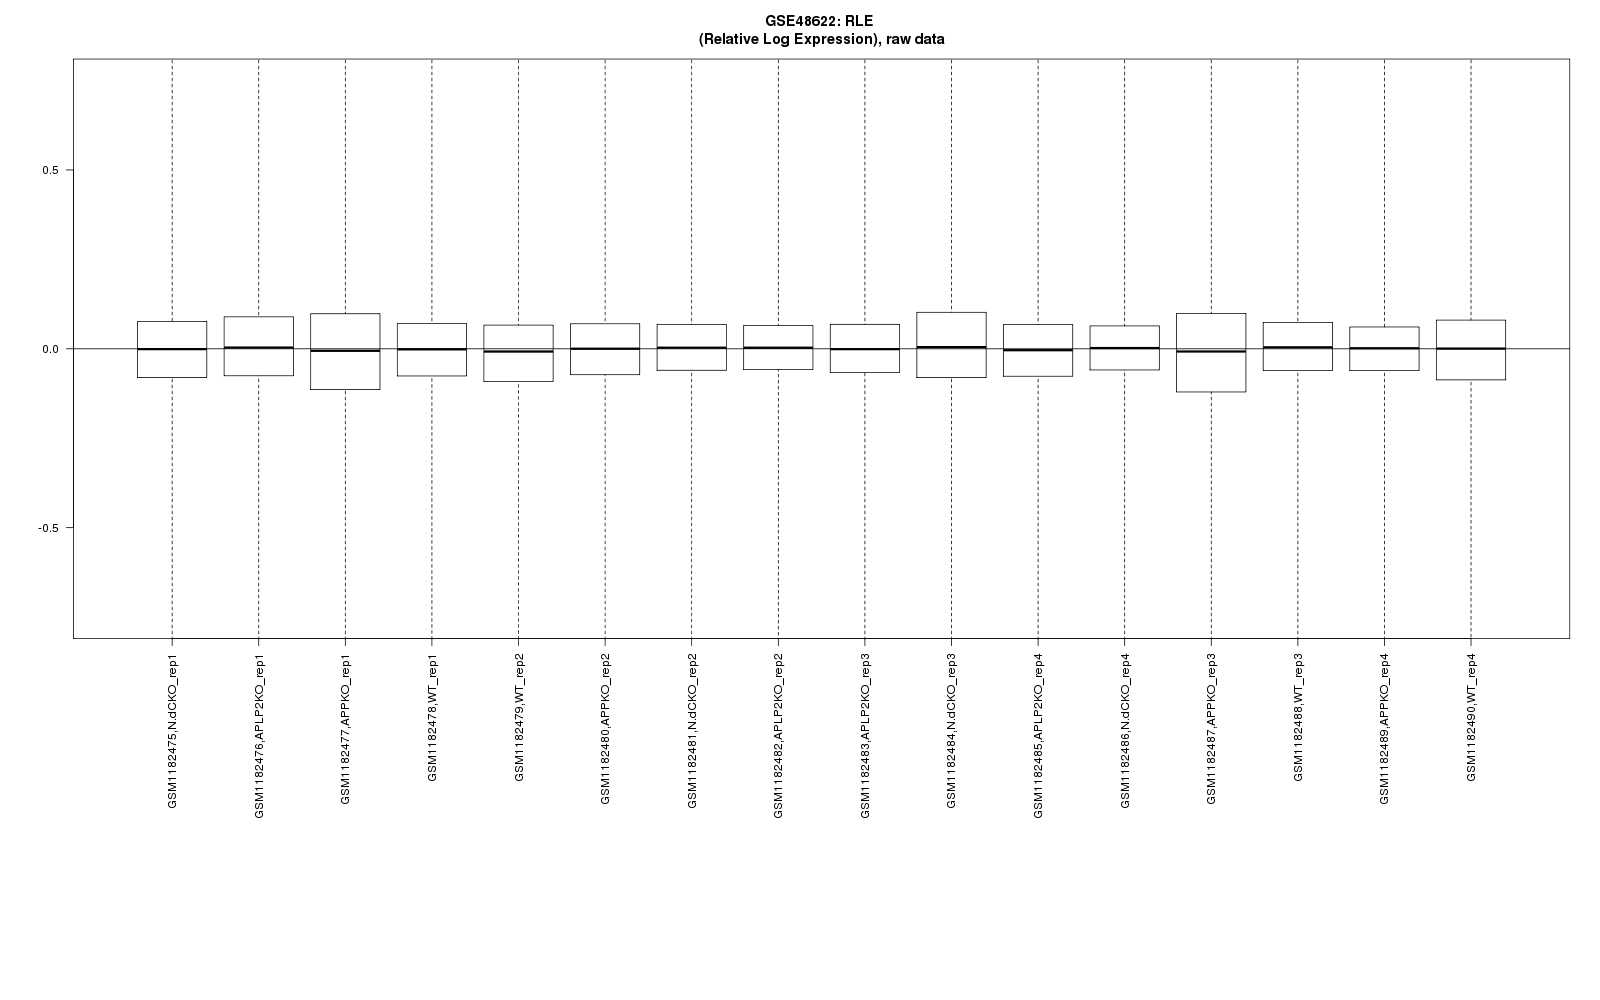 GSE48622: RLE
(Relative Log Expression), raw data
0.5
0.0
-0.5
GSM1182475,N.dCKO_rep1
GSM1182476,APLP2KO_rep1
GSM1182477,APPKO_rep1
GSM1182478,WT_rep1
GSM1182479,WT_rep2
GSM1182480,APPKO_rep2
GSM1182481,N.dCKO_rep2
GSM1182482,APLP2KO_rep2
GSM1182483,APLP2KO_rep3
GSM1182484,N.dCKO_rep3
GSM1182485,APLP2KO_rep4
GSM1182486,N.dCKO_rep4
GSM1182487,APPKO_rep3
GSM1182488,WT_rep3
GSM1182489,APPKO_rep4
GSM1182490,WT_rep4